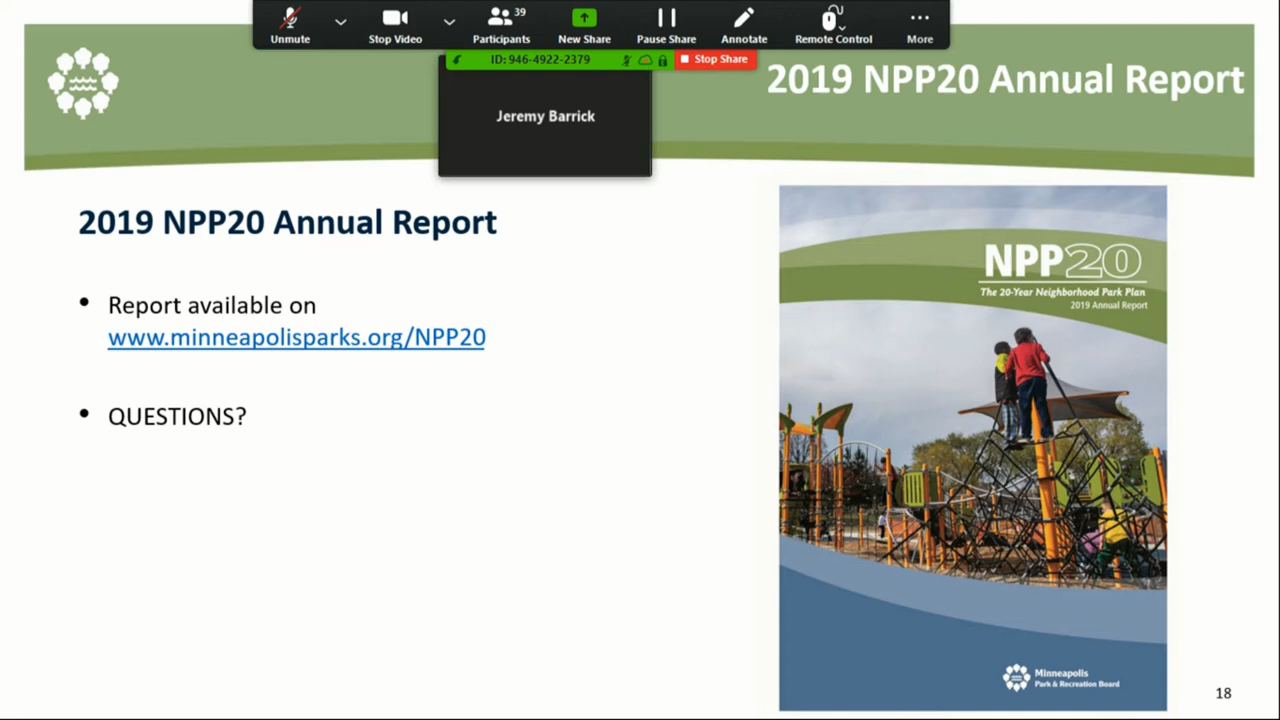 39
Unmute
Stop Video
Participants
New Share
Pause Share
Annotate
Remote Control
More
ID: 946-4922-2379
Stop Share
Jeremy Barrick
2019 NPP20 Annual Report
2019 NPP20 Annual Report
• Report available on
www.minneapolisparks.org/NPP20
• QUESTIONS?
NPP20
The 20-Year Neighborhood Park Plan
2019 Annual Report
Minneapolis
Park & Recreation Board
18